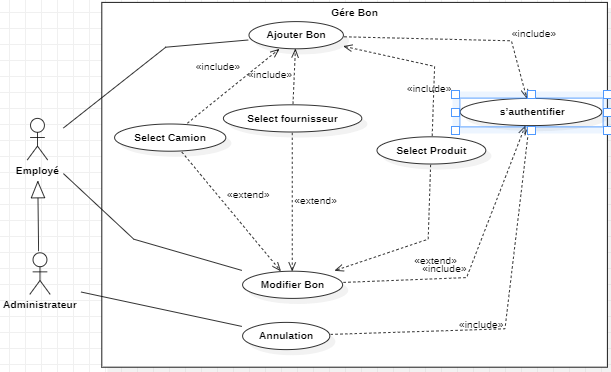 Gére Bon
Ajouter Bon
«include»
«include»
«include»
«include»
s'authentifier
Select fournisseur
Select Camion
Select Produit
Employé
«extend»
«extend»
«extend»
«include»
Modifier Bon
Administrateur
«include»
Annulation